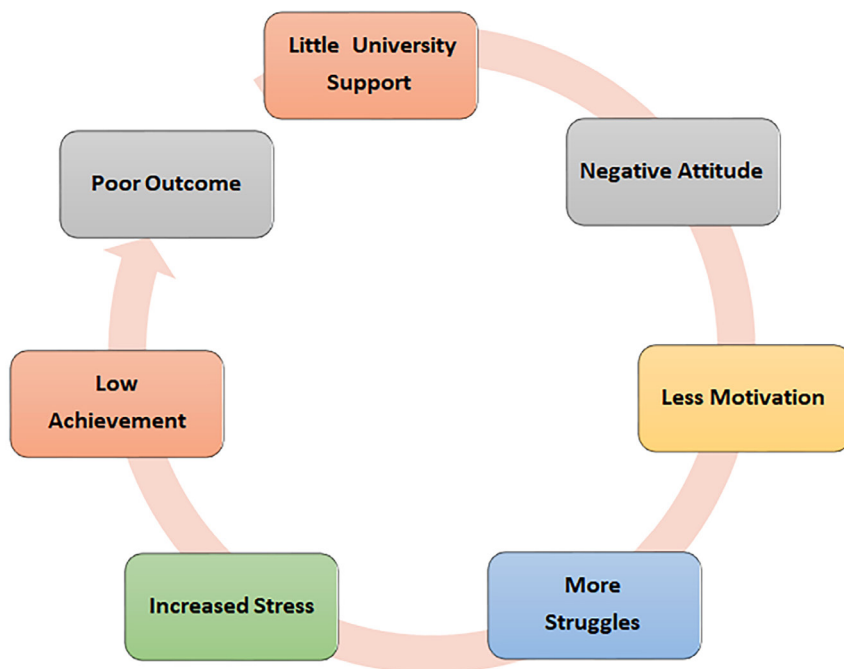 Little University
Support
Negative Attitude
Less Motivation
More
Struggles
Increased Stress
Low
Achievement
Poor Outcome